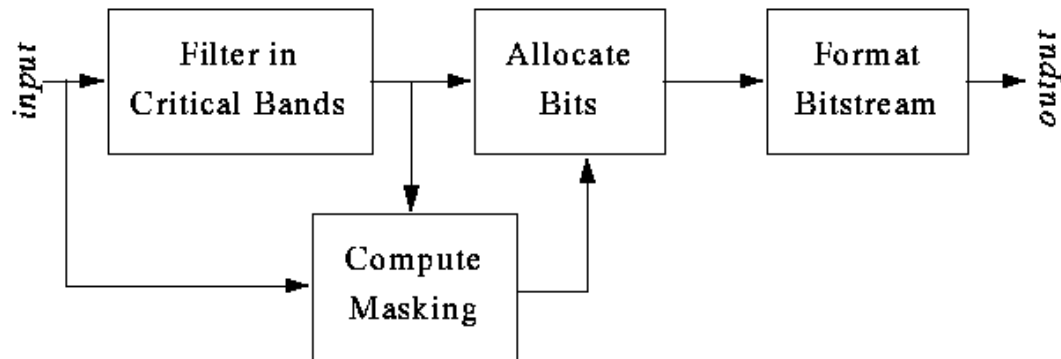 input
Filter in
Critical Bands
Allocate
Bits
Format
Bitstream
output
Compute
Masking